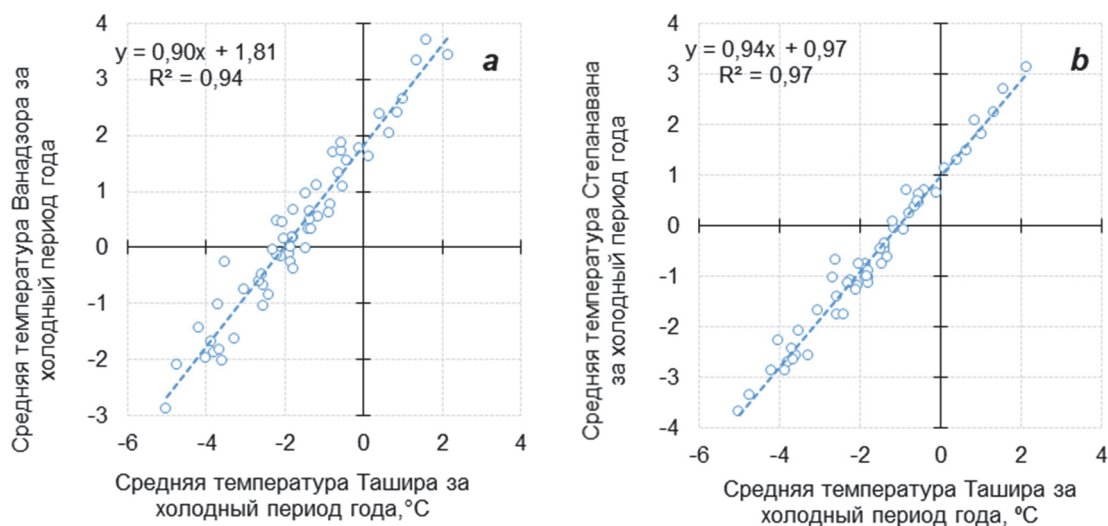 Средняя температура Ванадзора за
холодный период года
y = 0,90x + 1,81
R² = 0,94
a
4
3
2
1
0
-1
-2
-3
-6
-4
-2
0
2
4
Средняя температура Ташира за
холодный период года,°С
Средняя температура Степанавана
за холодный период года
y = 0,94x + 0,97
R² = 0,97
b
4
3
2
1
0
-1
-2
-3
-4
-6
-4
-2
0
2
4
Средняя температура Ташира за
холодный период года, ºС